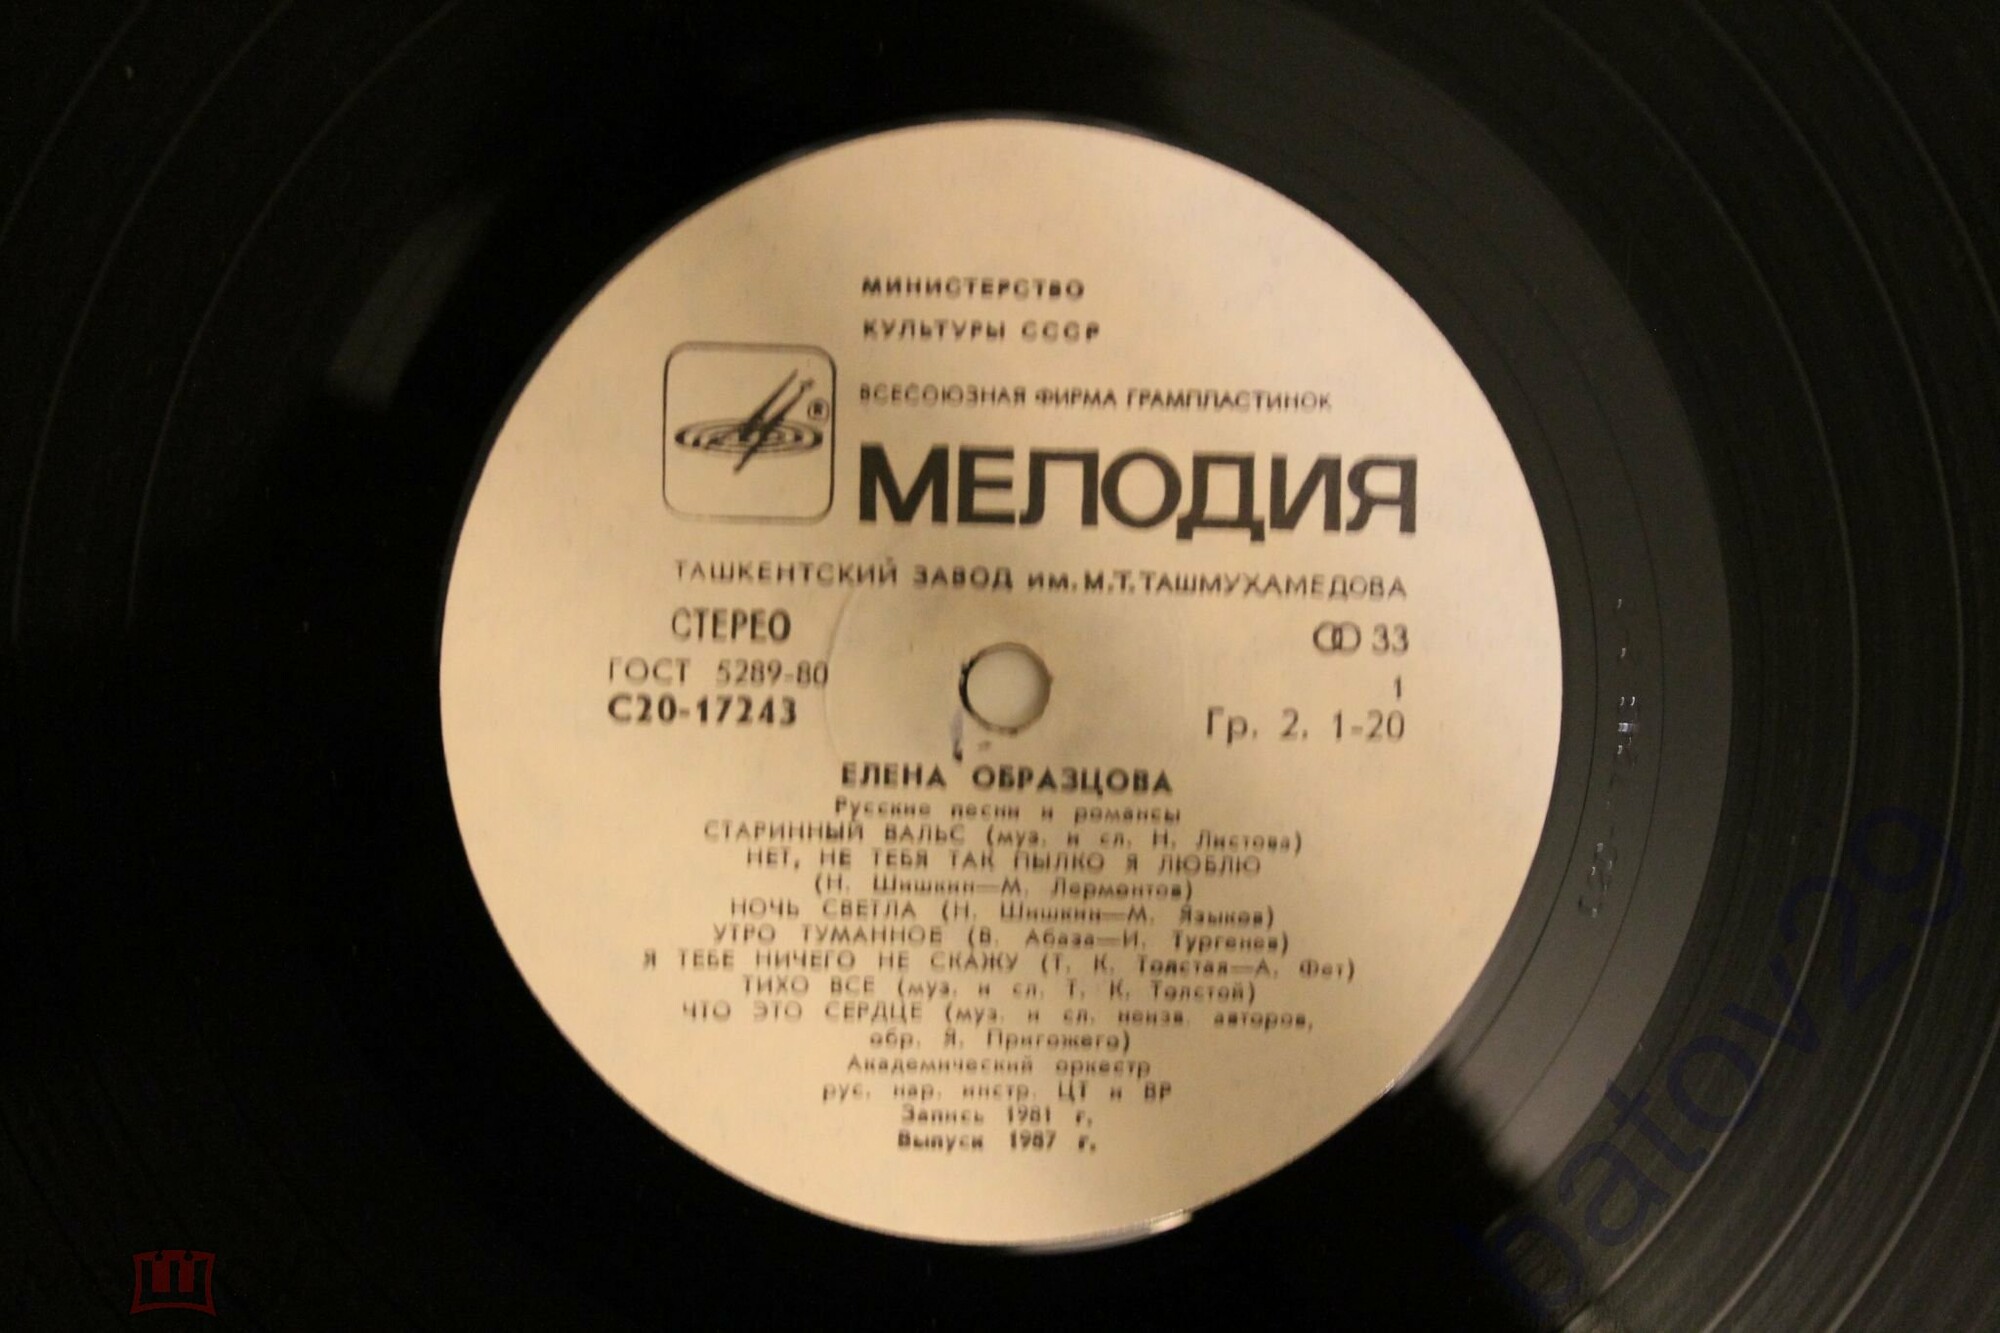 МИНИСТЕРСТВО
КУЛЬТУРЫ СССР
ВСЕСОЮЗНАЯ ФИРМА ГРАМПЛАСТИНОК
®
МЕЛОДИЯ
ТАШКЕНТСКИЙ ЗАВОД им. М.Т. ТАШМУХАМЕДОВА
СТЕРЕО
33
ГОСТ 5289-80
1
С20-17243
Гр. 2. 1-20
ЕЛЕНА ОБРАЗЦОВА
Русские песни и романсы
СТАРИННЫЙ ВАЛЬС (муз. и сл. Н. Листова)
НЕТ, НЕ ТЕБЯ ТАК ПЫЛКО Я ЛЮБЛЮ
(Н. Шишкин—М. Лермонтов)
НОЧЬ СВЕТЛА (Н. Шишкин—М. Языков)
УТРО ТУМАННОЕ (В. Абаза—И. Тургенев)
Я ТЕБЕ НИЧЕГО НЕ СКАЖУ (Т. К. Толстая—А. Фет)
ТИХО ВСЕ (муз. и сл. Т. К. Толстой)
ЧТО ЭТО СЕРДЦЕ (муз. и сл. неизв. авторов,
обр. Я. Пригожего)
Академический оркестр
рус. нар. инстр. ЦТ и ВР
Запись 1981 г.
Выпуск 1987 г.
batov29